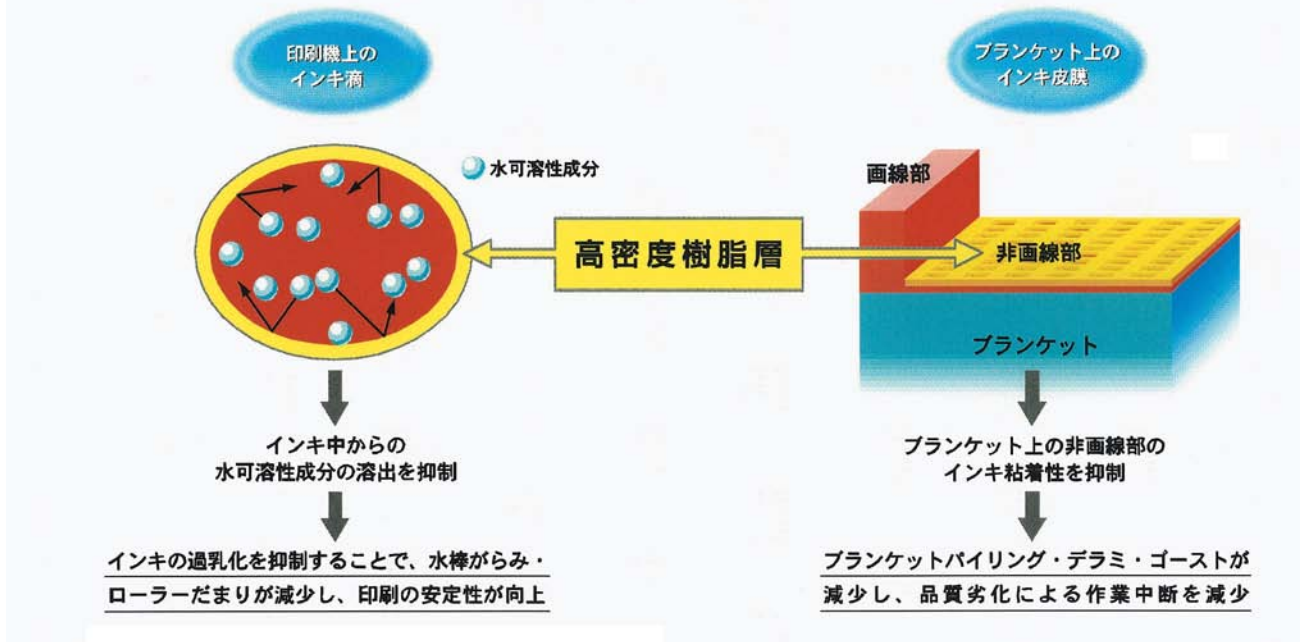 印刷機上の
インキ滴
ブランケット上の
インキ皮膜
水可溶性成分
画線部
高密度樹脂層
非画線部
ブランケット
インキ中からの
水可溶性成分の溶出を抑制
ブランケット上の非画線部の
インキ粘着性を抑制
インキの過乳化を抑制することで、水棒がらみ・
ローラーだまりが減少し、印刷の安定性が向上
ブランケットパイリング・デラミ・ゴーストが
減少し、品質劣化による作業中断を減少